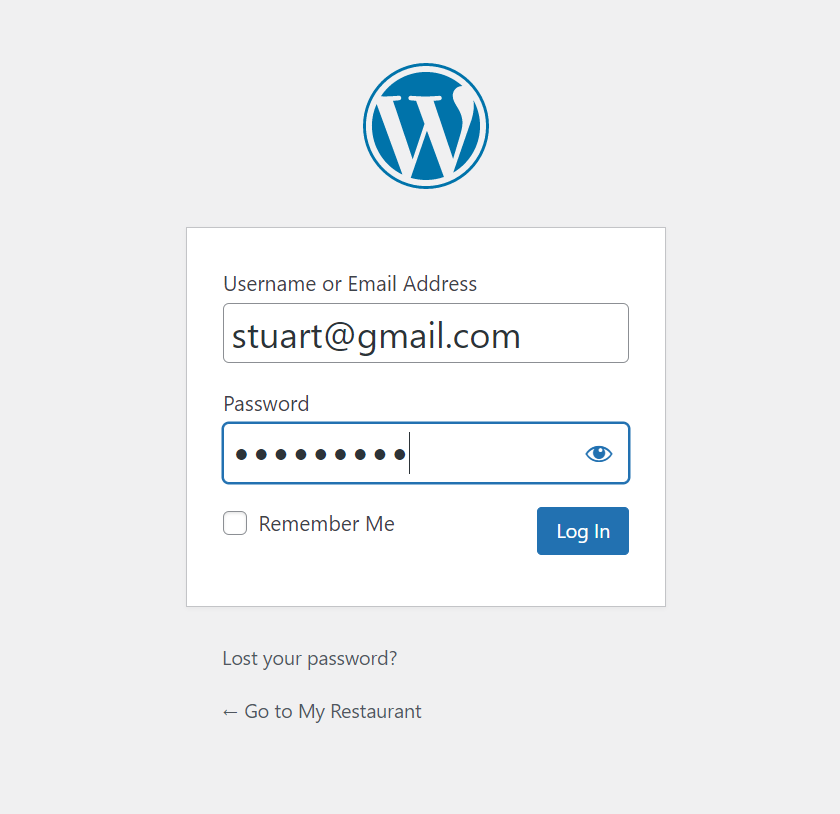 Username or Email Address
stuart@gmail.com
Password
•••••••••
Remember Me
Log In
Lost your password?
← Go to My Restaurant